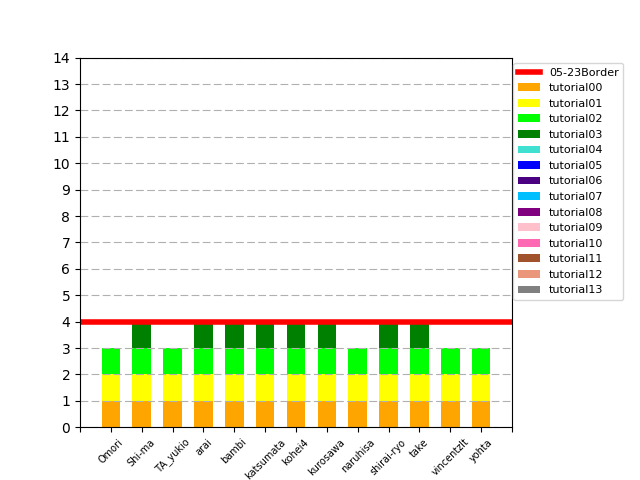 14
13
12
11
10
9
8
7
6
5
4
3
2
1
0
05-23Border
tutorial00
tutorial01
tutorial02
tutorial03
tutorial04
tutorial05
tutorial06
tutorial07
tutorial08
tutorial09
tutorial10
tutorial11
tutorial12
tutorial13
Omori
Shi-ma
TA_yukio
arai
bambi
katsumata
kohei4
kurosawa
naruhisa
shirai-ryo
take
vincentzlt
yohta